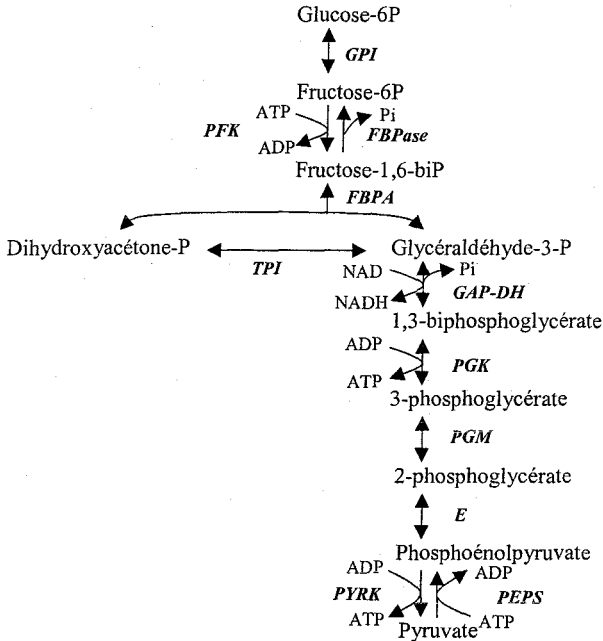 Glucose-6P
GPI
Fructose-6P
ATP
Pi
PFK
FBPase
ADP
Fructose-1,6-biP
FBPA
Dihydroxyacétone-P
Glycéraldéhyde-3-P
TPI
NAD
Pi
GAP-DH
NADH
1,3-biphosphoglycérate
ADP
PGK
ATP
3-phosphoglycérate
PGM
2-phosphoglycérate
E
Phosphoénolpyruvate
ADP
ADP
PYRK
PEPS
ATP
ATP
Pyruvate